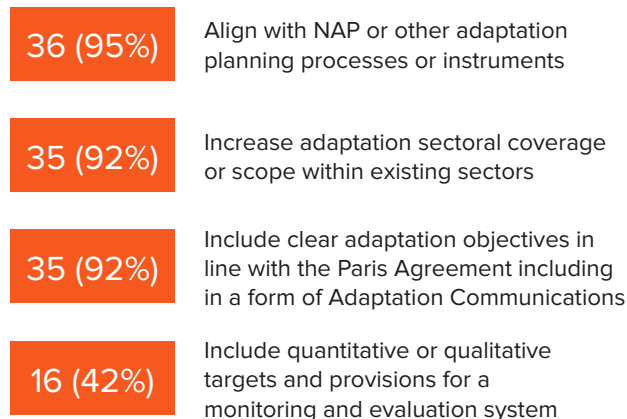 36 (95%)
Align with NAP or other adaptation
planning processes or instruments
35 (92%)
Increase adaptation sectoral coverage
or scope within existing sectors
35 (92%)
Include clear adaptation objectives in
line with the Paris Agreement including
in a form of Adaptation Communications
16 (42%)
Include quantitative or qualitative
targets and provisions for a
monitoring and evaluation system